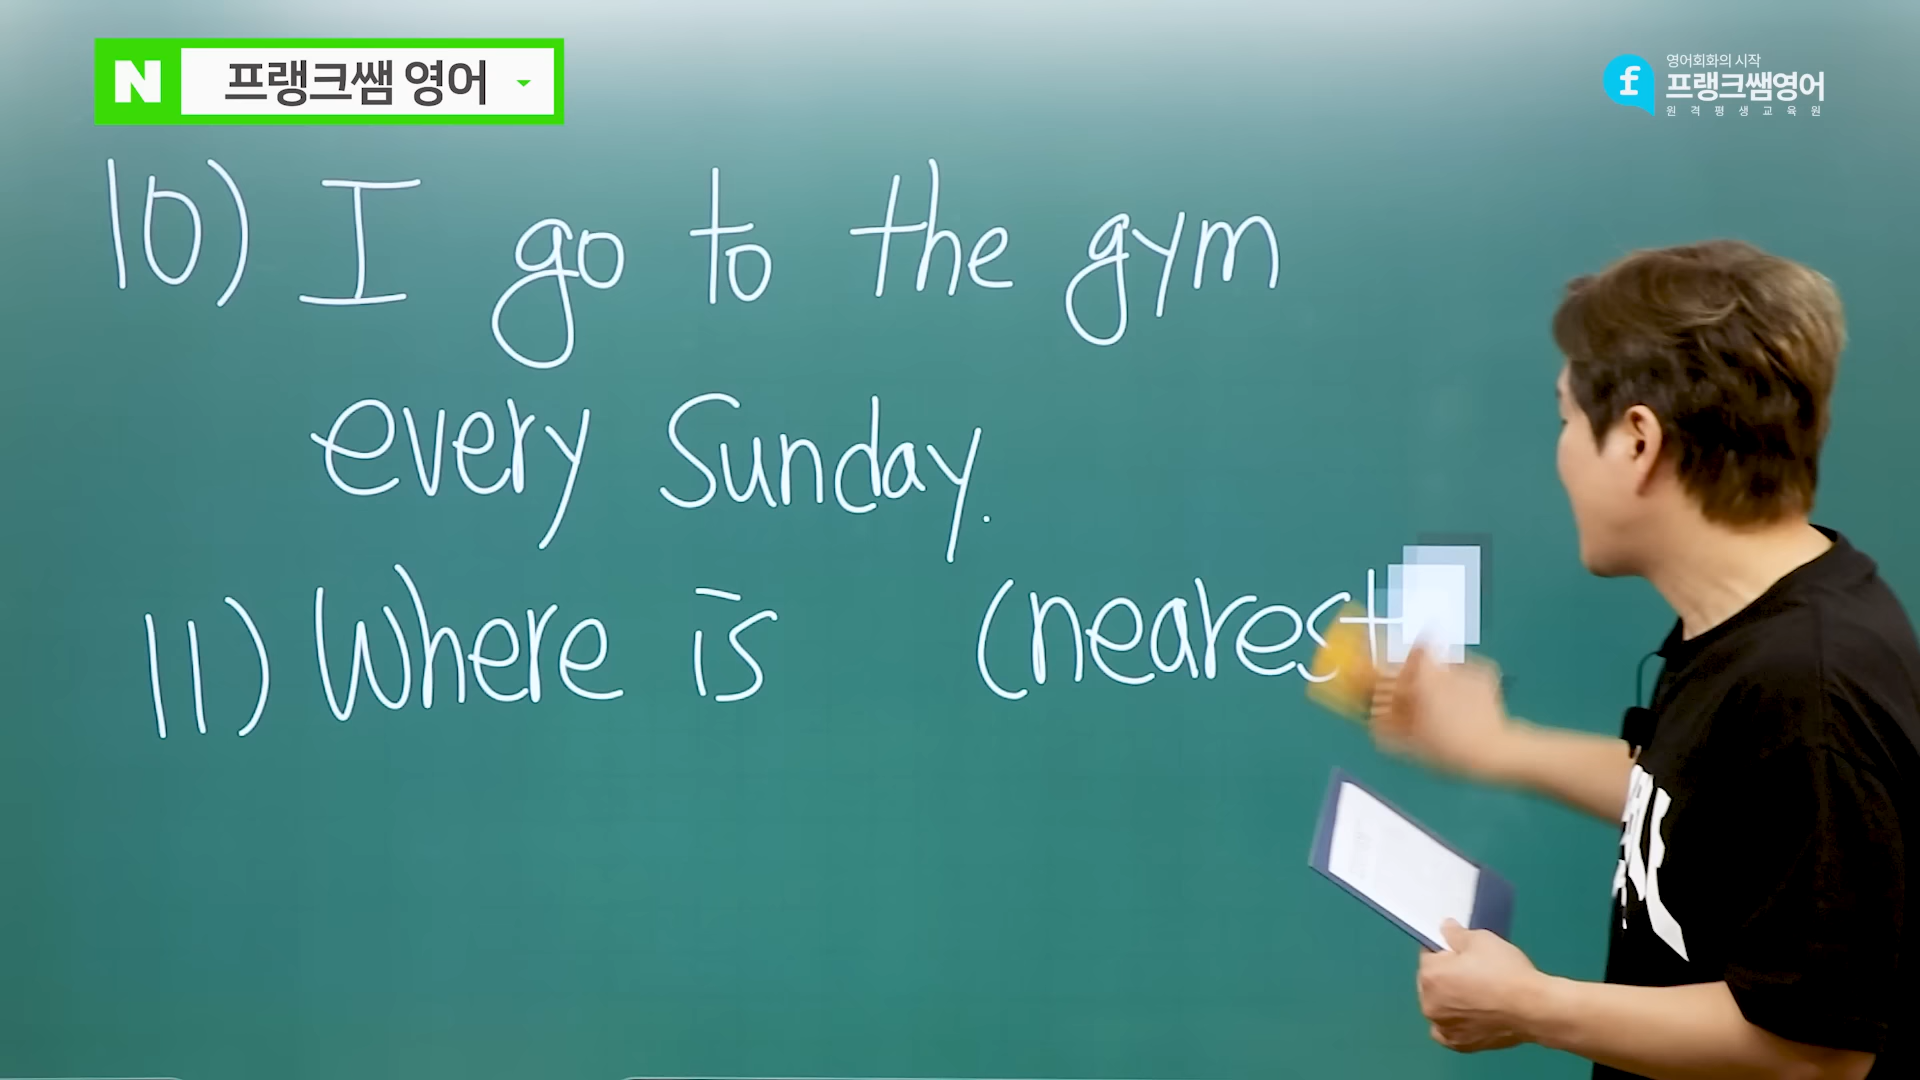 N 프랭크쌤 영어
영어회화의 시작
프랭크쌤영어
원격평생교육원
10) I go to the gym
every Sunday.
11) Where is (nearest